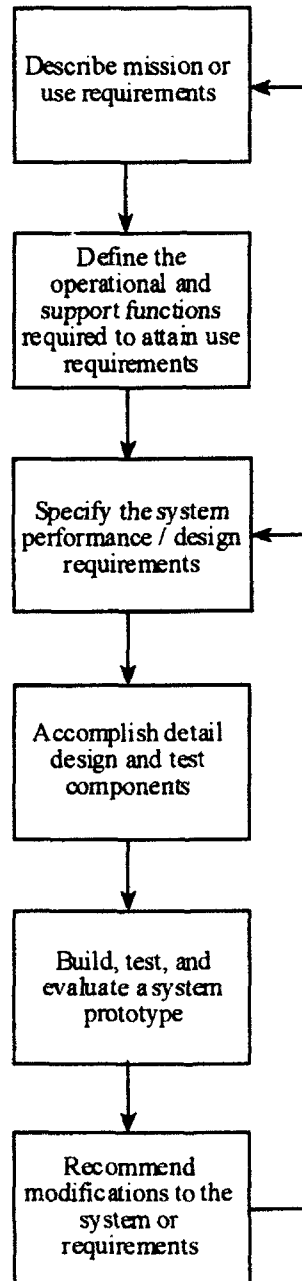 Describe mission or
use requirements
Define the
operational and
support functions
required to attain use
requirements
Specify the system
performance / design
requirements
Accomplish detail
design and test
components
Build, test, and
evaluate a system
prototype
Recommend
modifications to the
system or
requirements